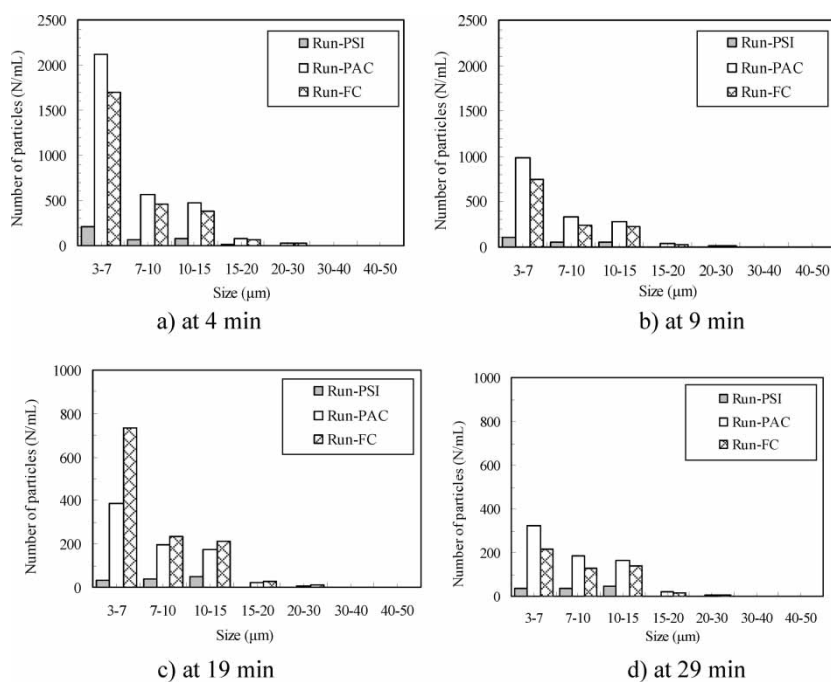 Number of particles (N/mL)
2500
2000
1500
1000
500
0
Run-PSI
Run-PAC
Run-FC
3-7 7-10 10-15 15-20 20-30 30-40 40-50
Size (µm)
a) at 4 min
Number of particles (N/mL)
2500
2000
1500
1000
500
0
Run-PSI
Run-PAC
Run-FC
3-7 7-10 10-15 15-20 20-30 30-40 40-50
Size (µm)
b) at 9 min
Number of particles (N/mL)
1000
800
600
400
200
0
Run-PSI
Run-PAC
Run-FC
3-7 7-10 10-15 15-20 20-30 30-40 40-50
Size (µm)
c) at 19 min
Number of particles (N/mL)
1000
800
600
400
200
0
Run-PSI
Run-PAC
Run-FC
3-7 7-10 10-15 15-20 20-30 30-40 40-50
Size (µm)
d) at 29 min